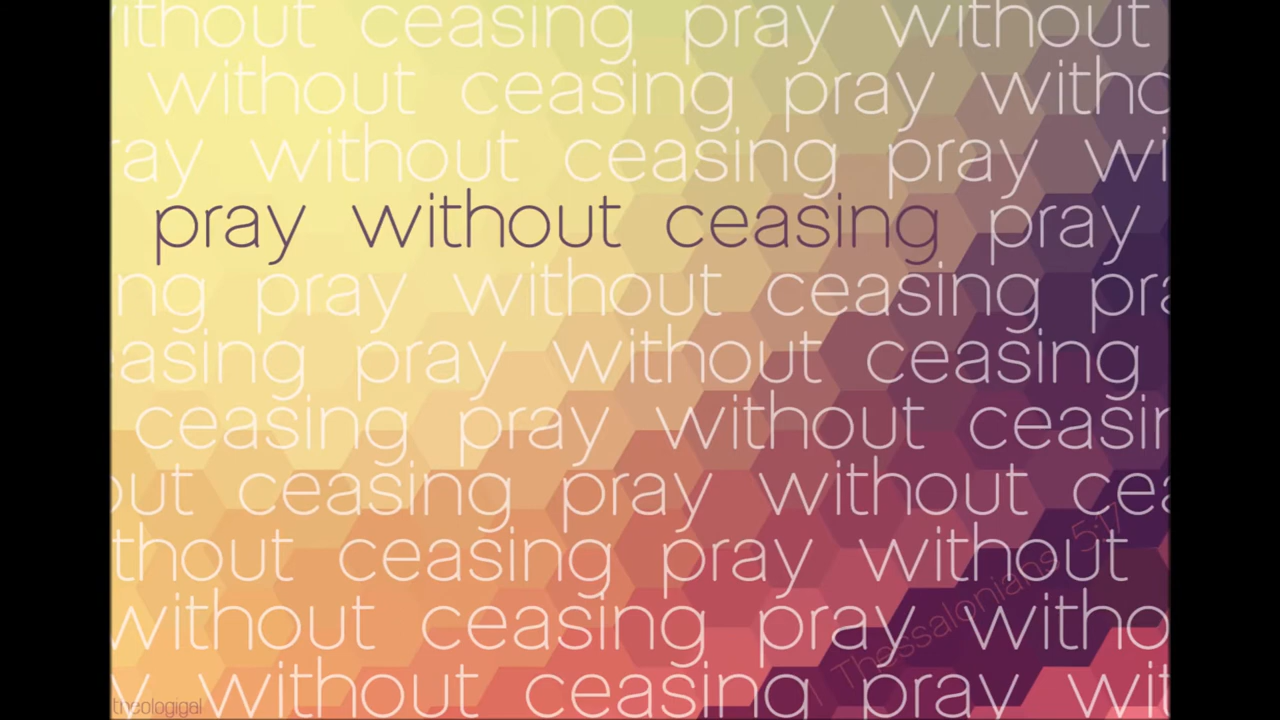 without ceasing pray without
without ceasing pray witho
ray without ceasing pray wi
pray without ceasing pray
ng pray without ceasing pra
easing pray without ceasing
ceasing pray without ceasin
out ceasing pray without cea
thout ceasing pray without
without ceasing pray witho
y without ceasing pray wit
1 Thessalonians 5:17
theologigal